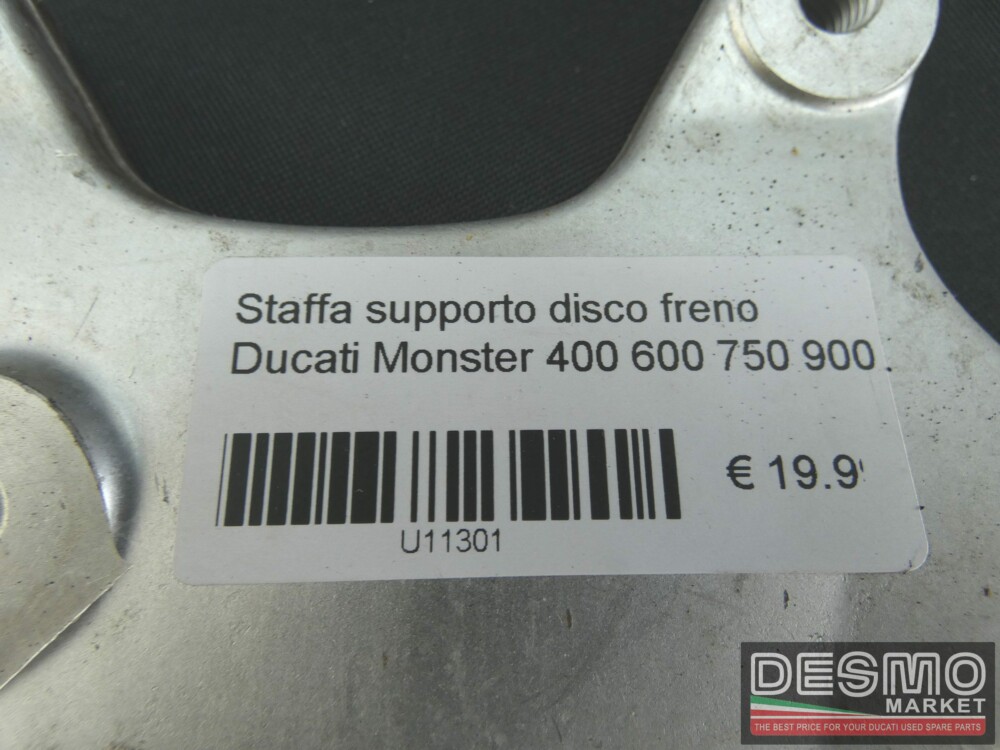 Staffa supporto disco freno
Ducati Monster 400 600 750 900.
€ 19.9
U11301
DESMO
MARKET
THE BEST PRICE FOR YOUR DUCATI USED SPARE PARTS